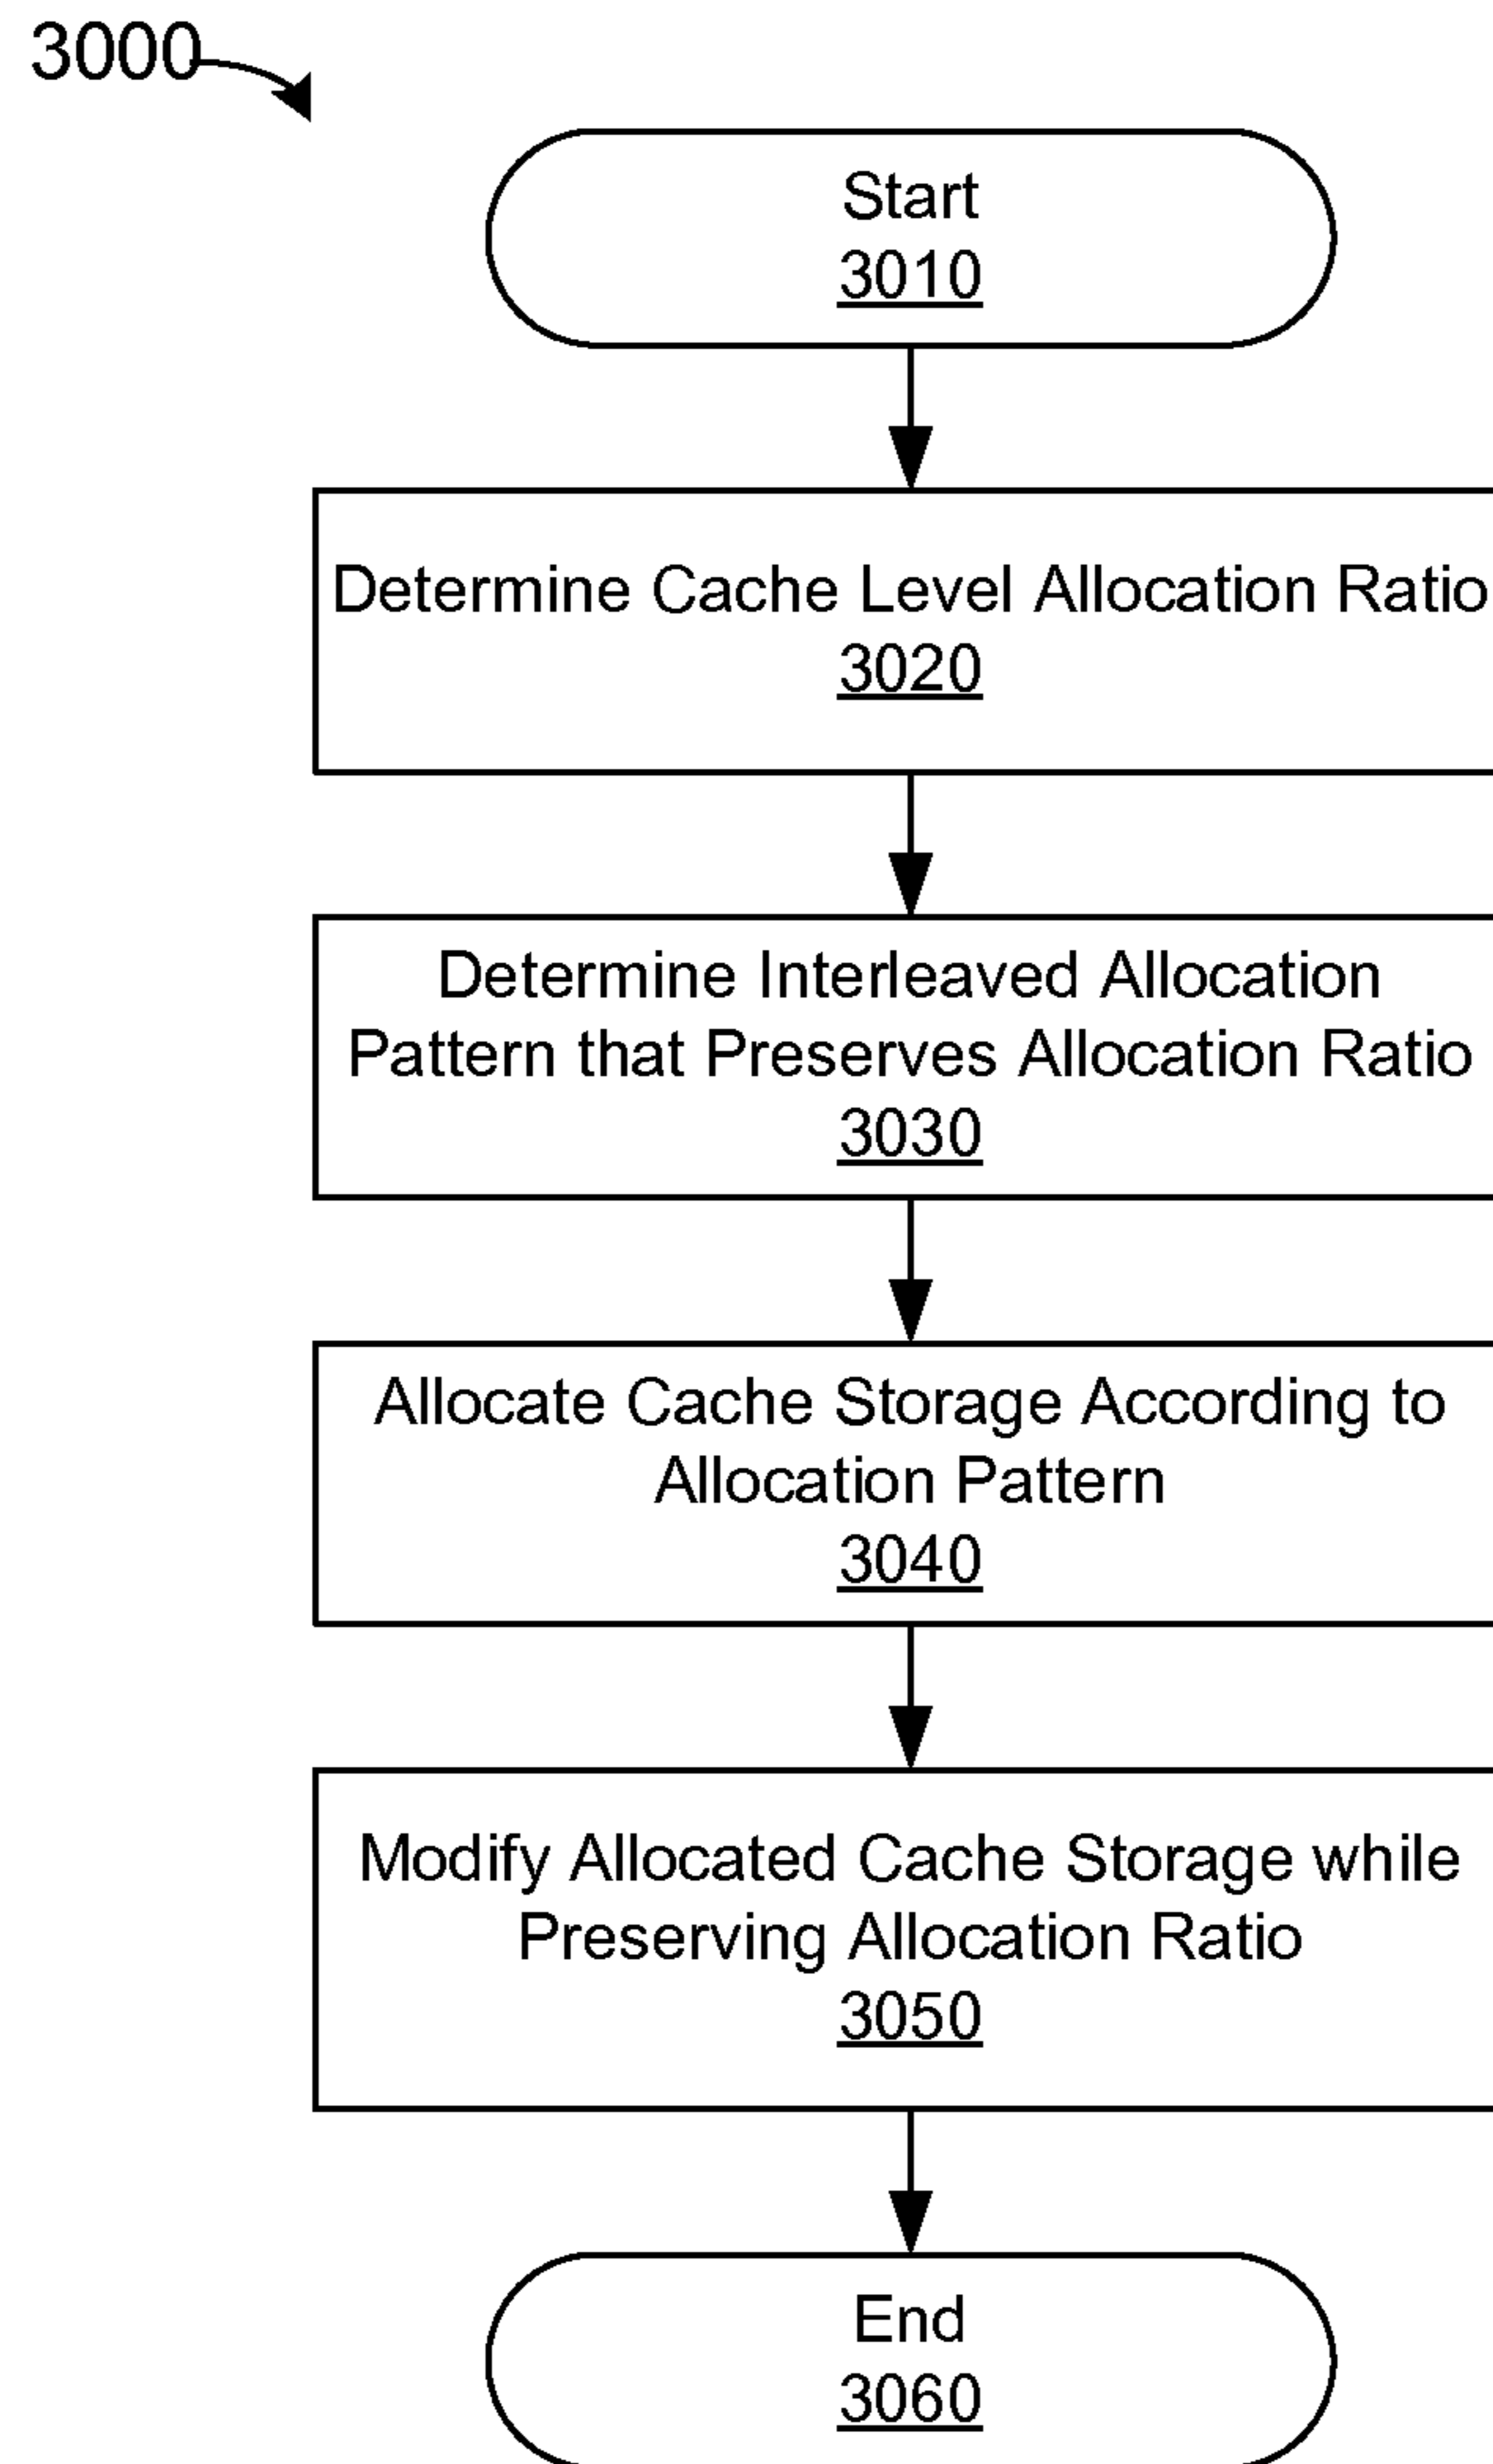 3000
Start
3010
Determine Cache Level Allocation Ratio
3020
Determine Interleaved Allocation
Pattern that Preserves Allocation Ratio
3030
Allocate Cache Storage According to
Allocation Pattern
3040
Modify Allocated Cache Storage while
Preserving Allocation Ratio
3050
End
3060